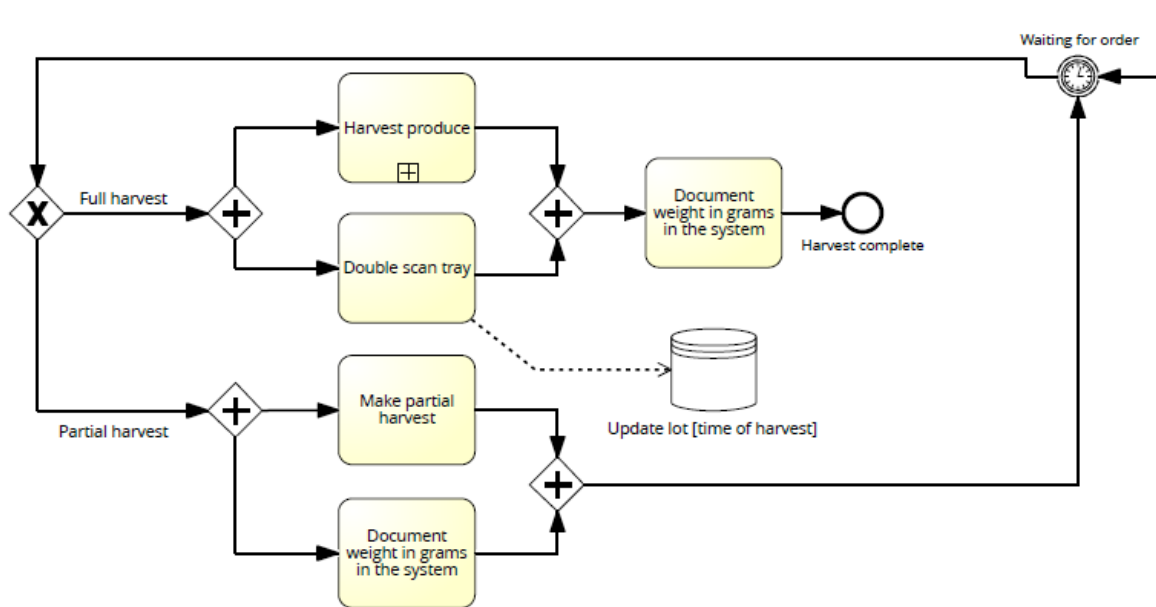 Waiting for order
Harvest produce
Full harvest
Document
weight in grams
in the system
Harvest complete
Double scan tray
Make partial
harvest
Update lot [time of harvest]
Partial harvest
Document
weight in grams
in the system